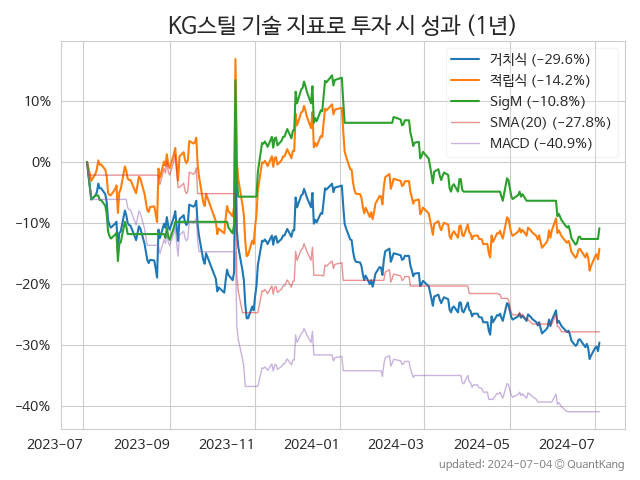 KG스틸 기술 지표로 투자 시 성과 (1년)
거치식 (−29.6%)
적립식 (−14.2%)
SigM (−10.8%)
SMA(20) (−27.8%)
MACD (−40.9%)
10%
0%
−10%
−20%
−30%
−40%
2023-07 2023-09 2023-11 2024-01 2024-03 2024-05 2024-07
updated: 2024-07-04 ⓒ QuantKang